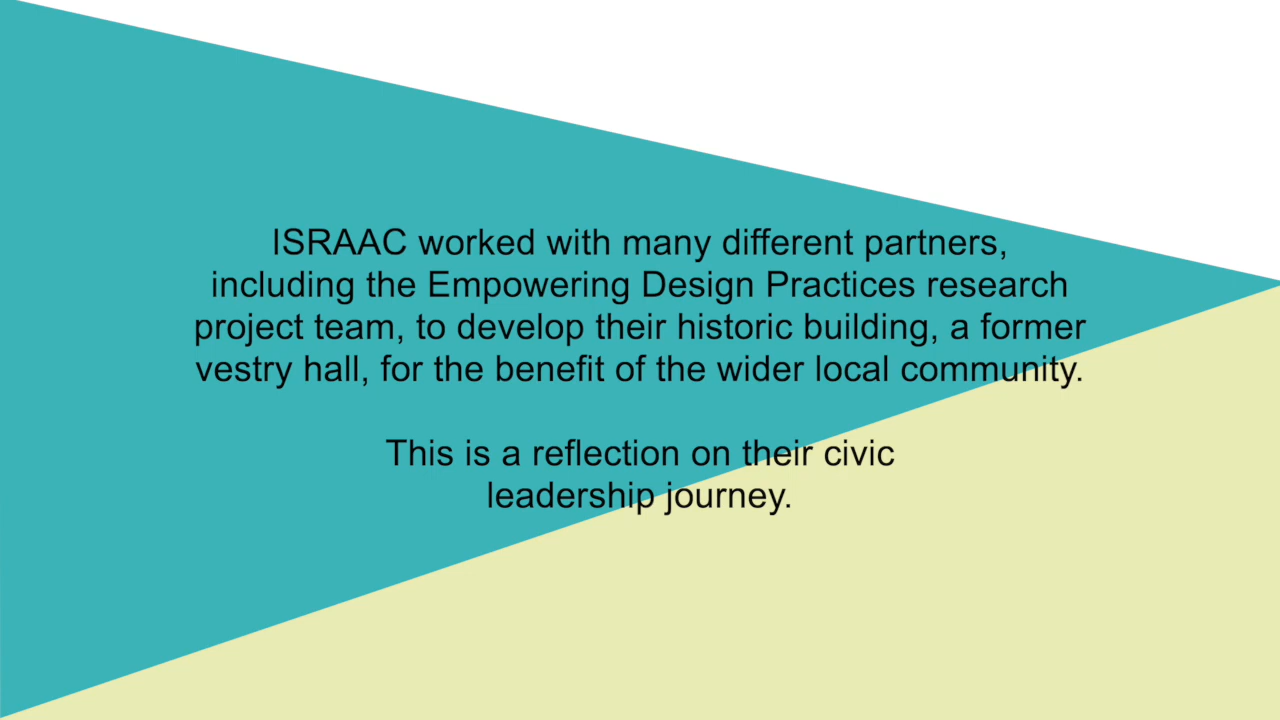 ISRAAC worked with many different partners,
including the Empowering Design Practices research
project team, to develop their historic building, a former
vestry hall, for the benefit of the wider local community.
This is a reflection on their civic
leadership journey.